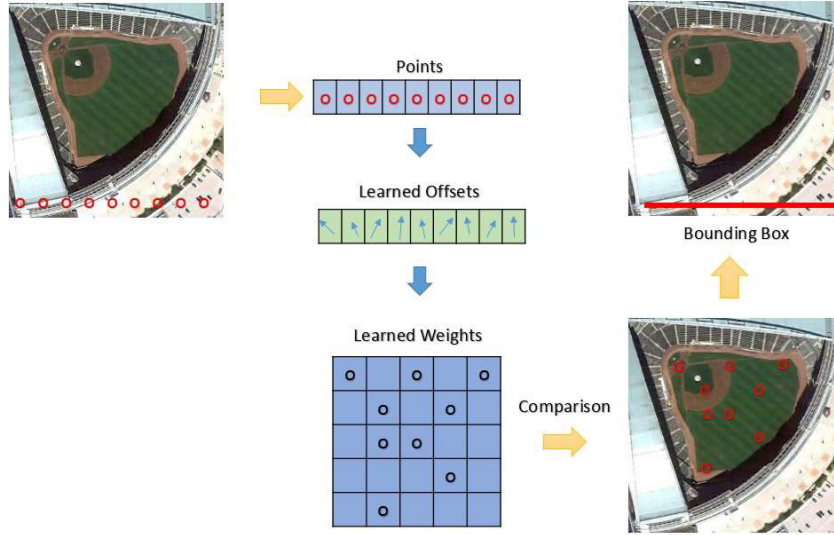 Points
Learned Offsets
Bounding Box
Learned Weights
Comparison